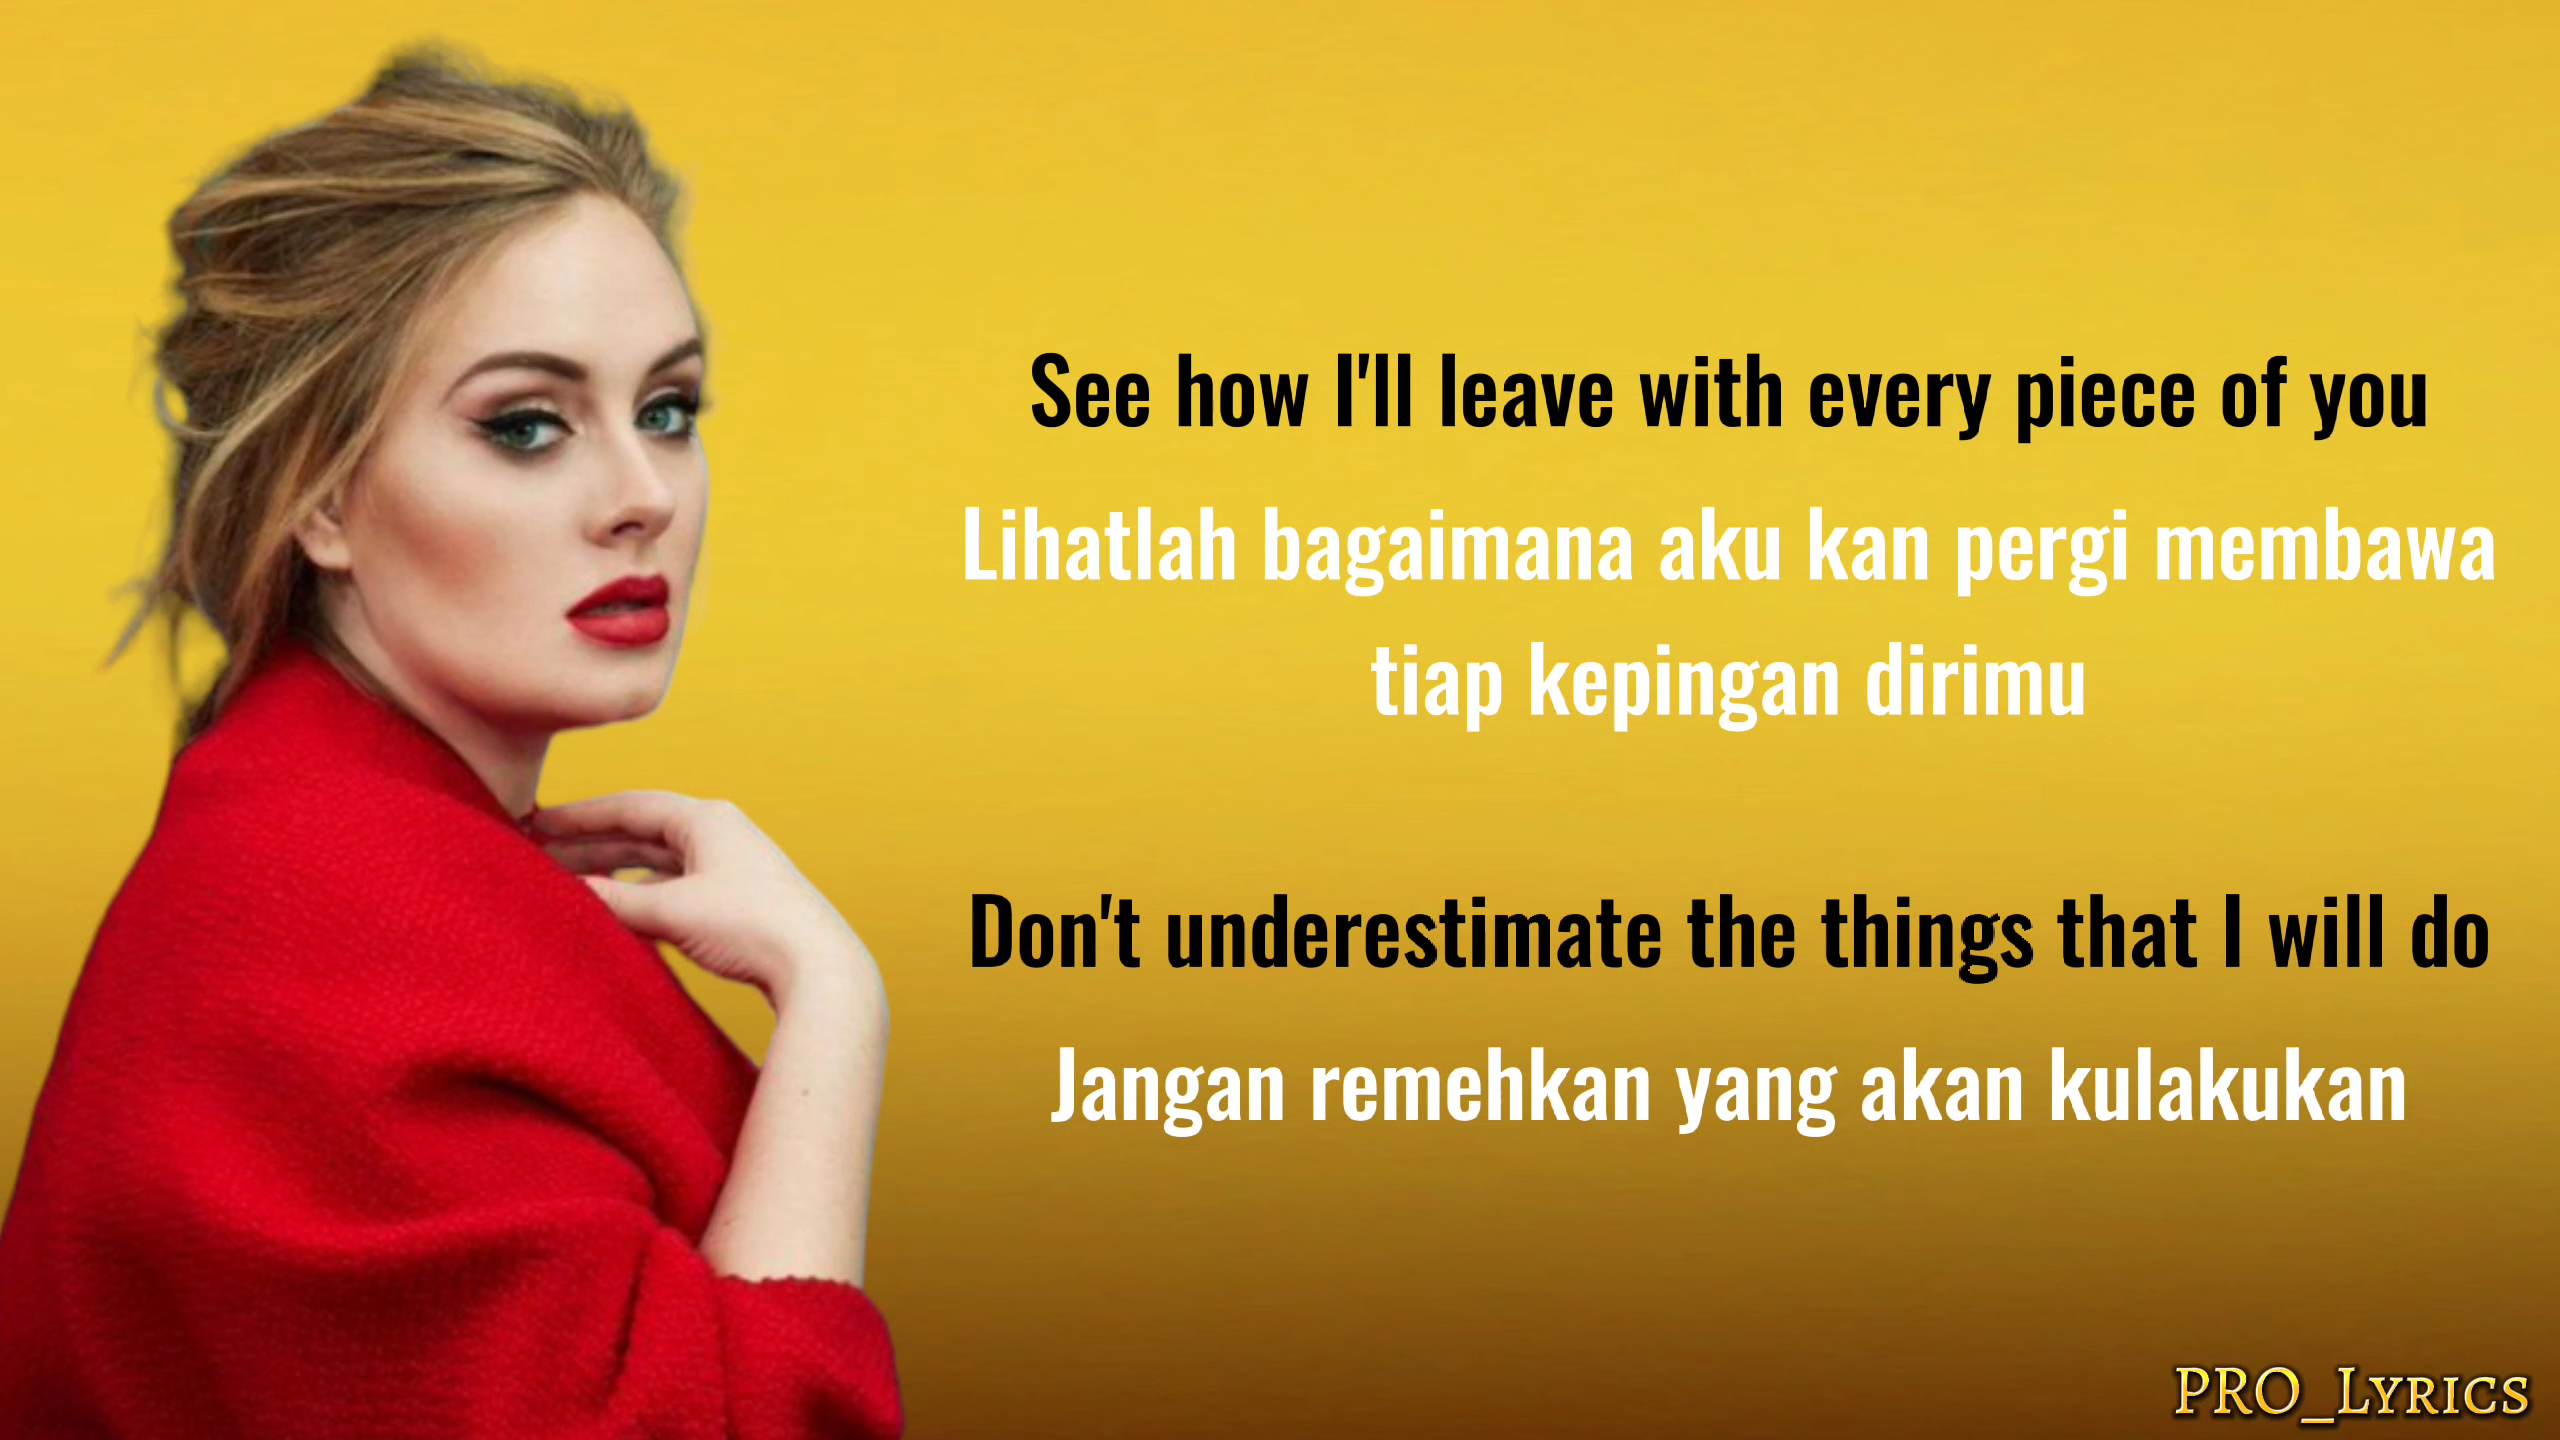 See how I'll leave with every piece of you
Lihatlah bagaimana aku kan pergi membawa
tiap kepingan dirimu
Don't underestimate the things that I will do
Jangan remehkan yang akan kulakukan
PRO_Lyrics